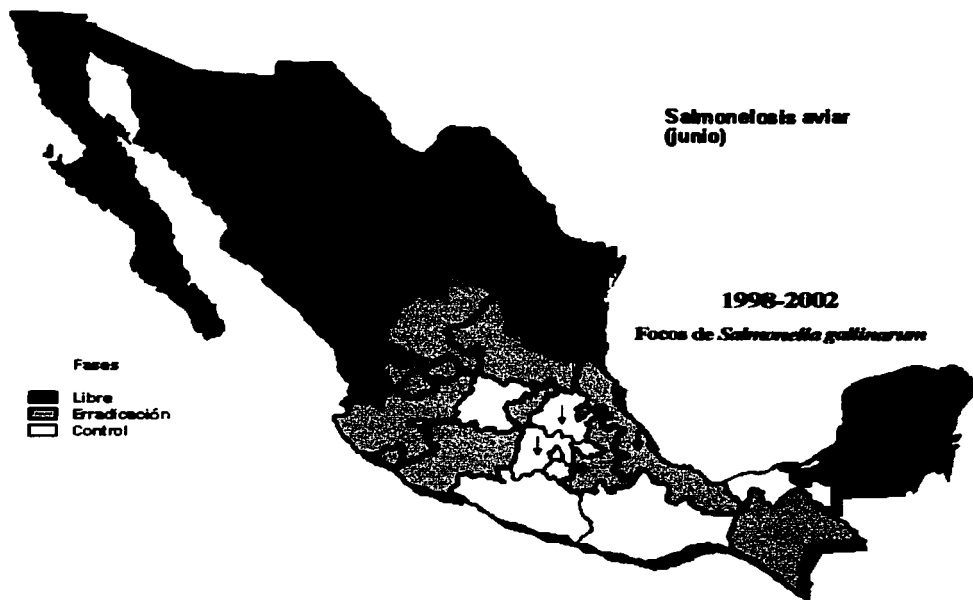 Salmonelosis aviar
(junio)
1998-2002
Focos de Salmonella gallinarum
Fases
Libre
Erradicación
Control